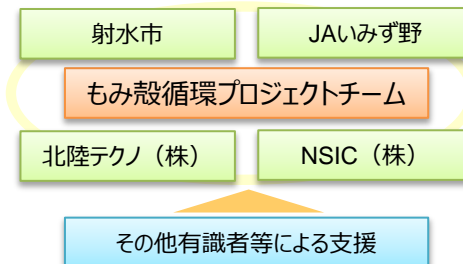 射水市
JAいみず野
もみ殻循環プロジェクトチーム
北陸テクノ（株）
NSIC（株）
その他有識者等による支援